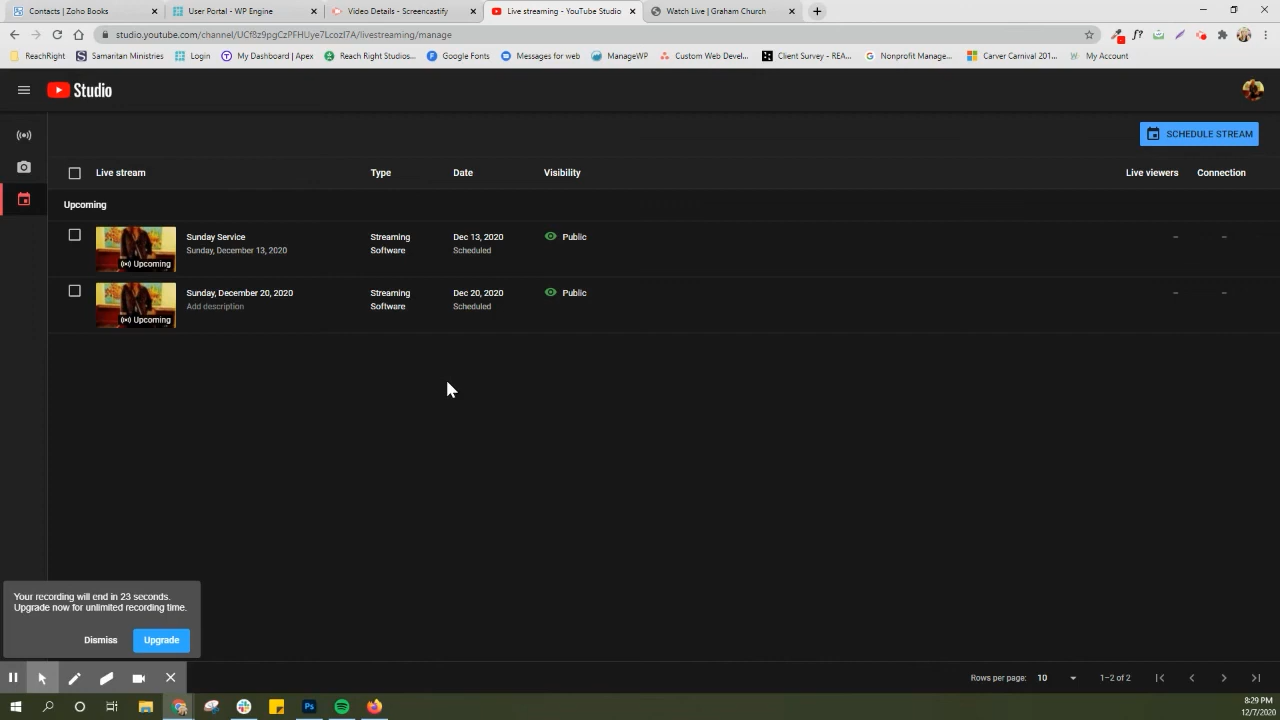 Contacts | Zoho Books
User Portal - WP Engine
Video Details - Screencastify
Live streaming - YouTube Studio
Watch Live | Graham Church
studio.youtube.com/channel/UCf8z9pgCzPFHUye7Lcozl7A/livestreaming/manage
ReachRight
Samaritan Ministries
Login
My Dashboard | Apex
Reach Right Studios...
Google Fonts
Messages for web
ManageWP
Custom Web Devel...
Client Survey - REA...
Nonprofit Manage...
Carver Carnival 201...
My Account
Studio
SCHEDULE STREAM
Live stream Type Date Visibility Live viewers Connection
Upcoming
Sunday Service Streaming Dec 13, 2020 Public – –
Sunday, December 13, 2020 Software Scheduled
Upcoming
Sunday, December 20, 2020 Streaming Dec 20, 2020 Public – –
Add description Software Scheduled
Upcoming
Your recording will end in 23 seconds.
Upgrade now for unlimited recording time.
Dismiss Upgrade
Rows per page: 10 1–2 of 2
Ps
8:29 PM
12/7/2020